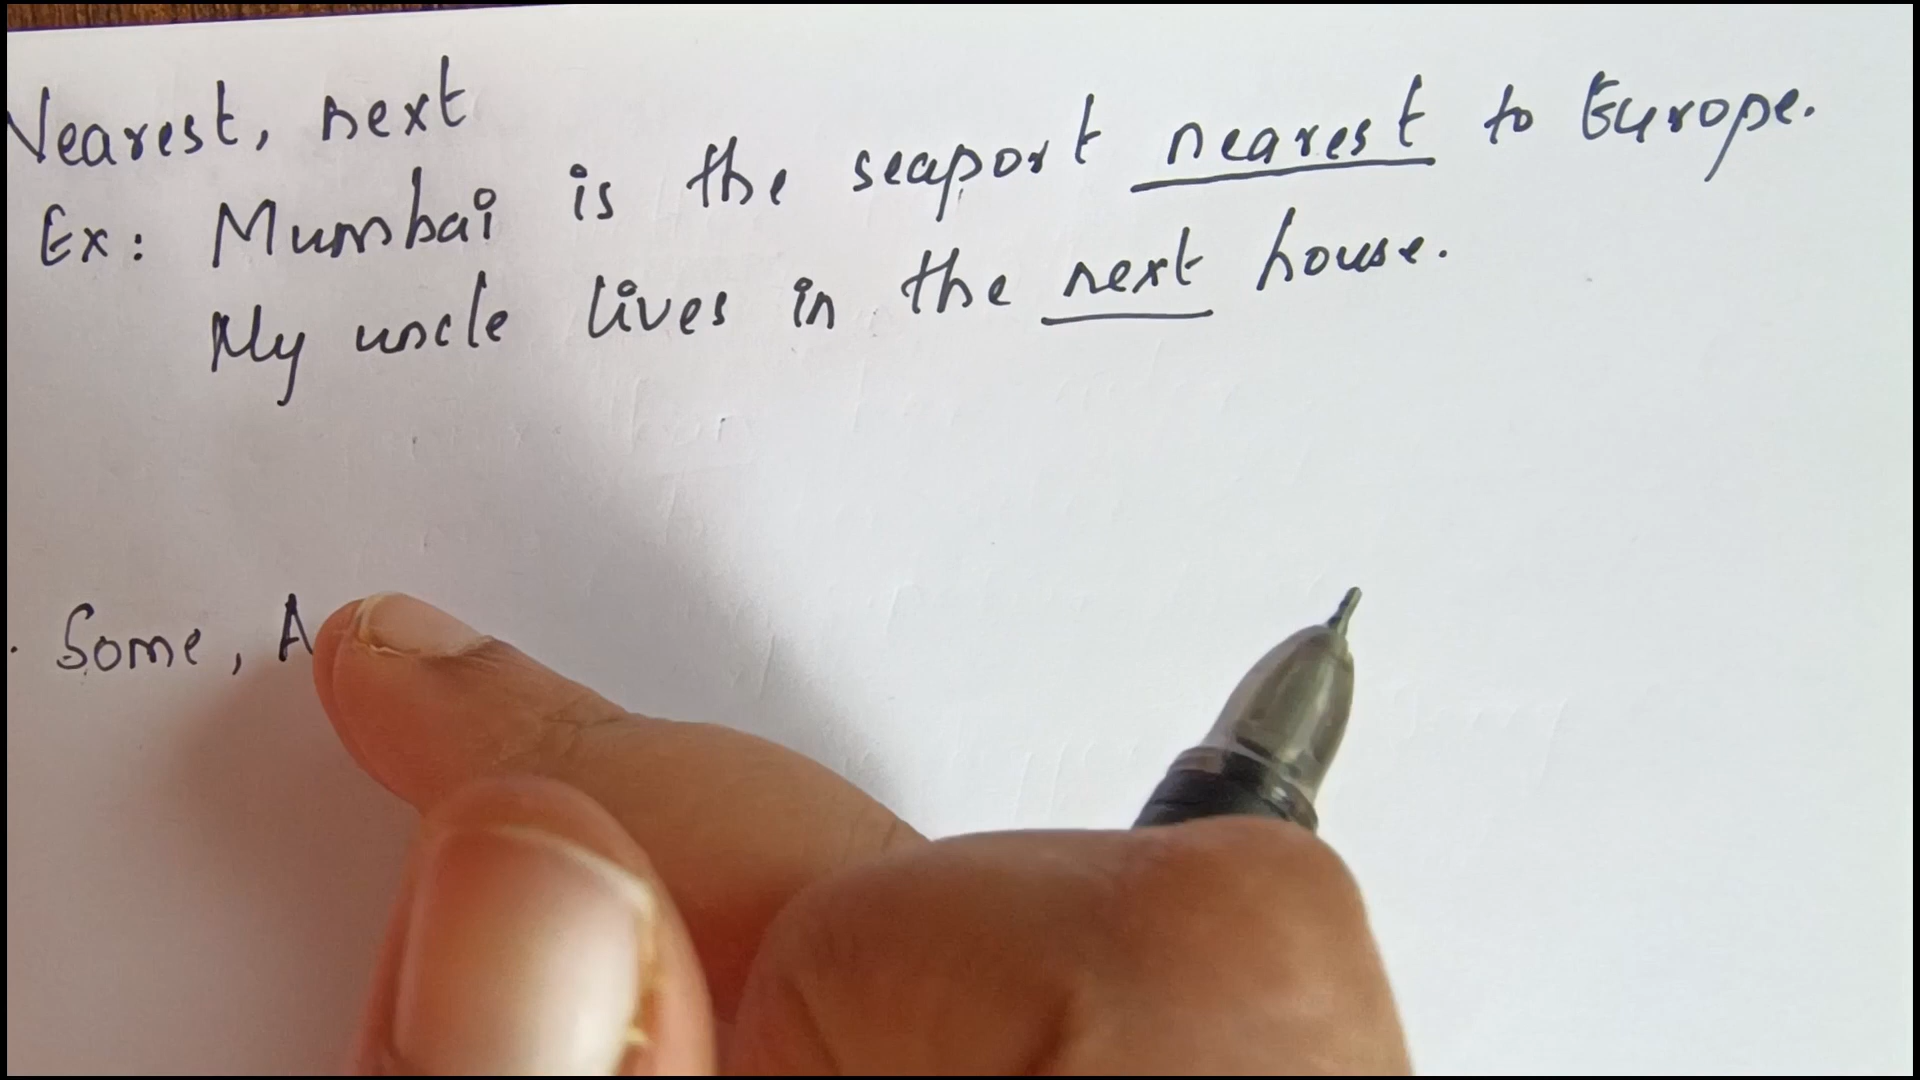 Nearest, next
Ex: Mumbai is the seaport nearest to Europe.
My uncle lives in the next house.
. Some, A